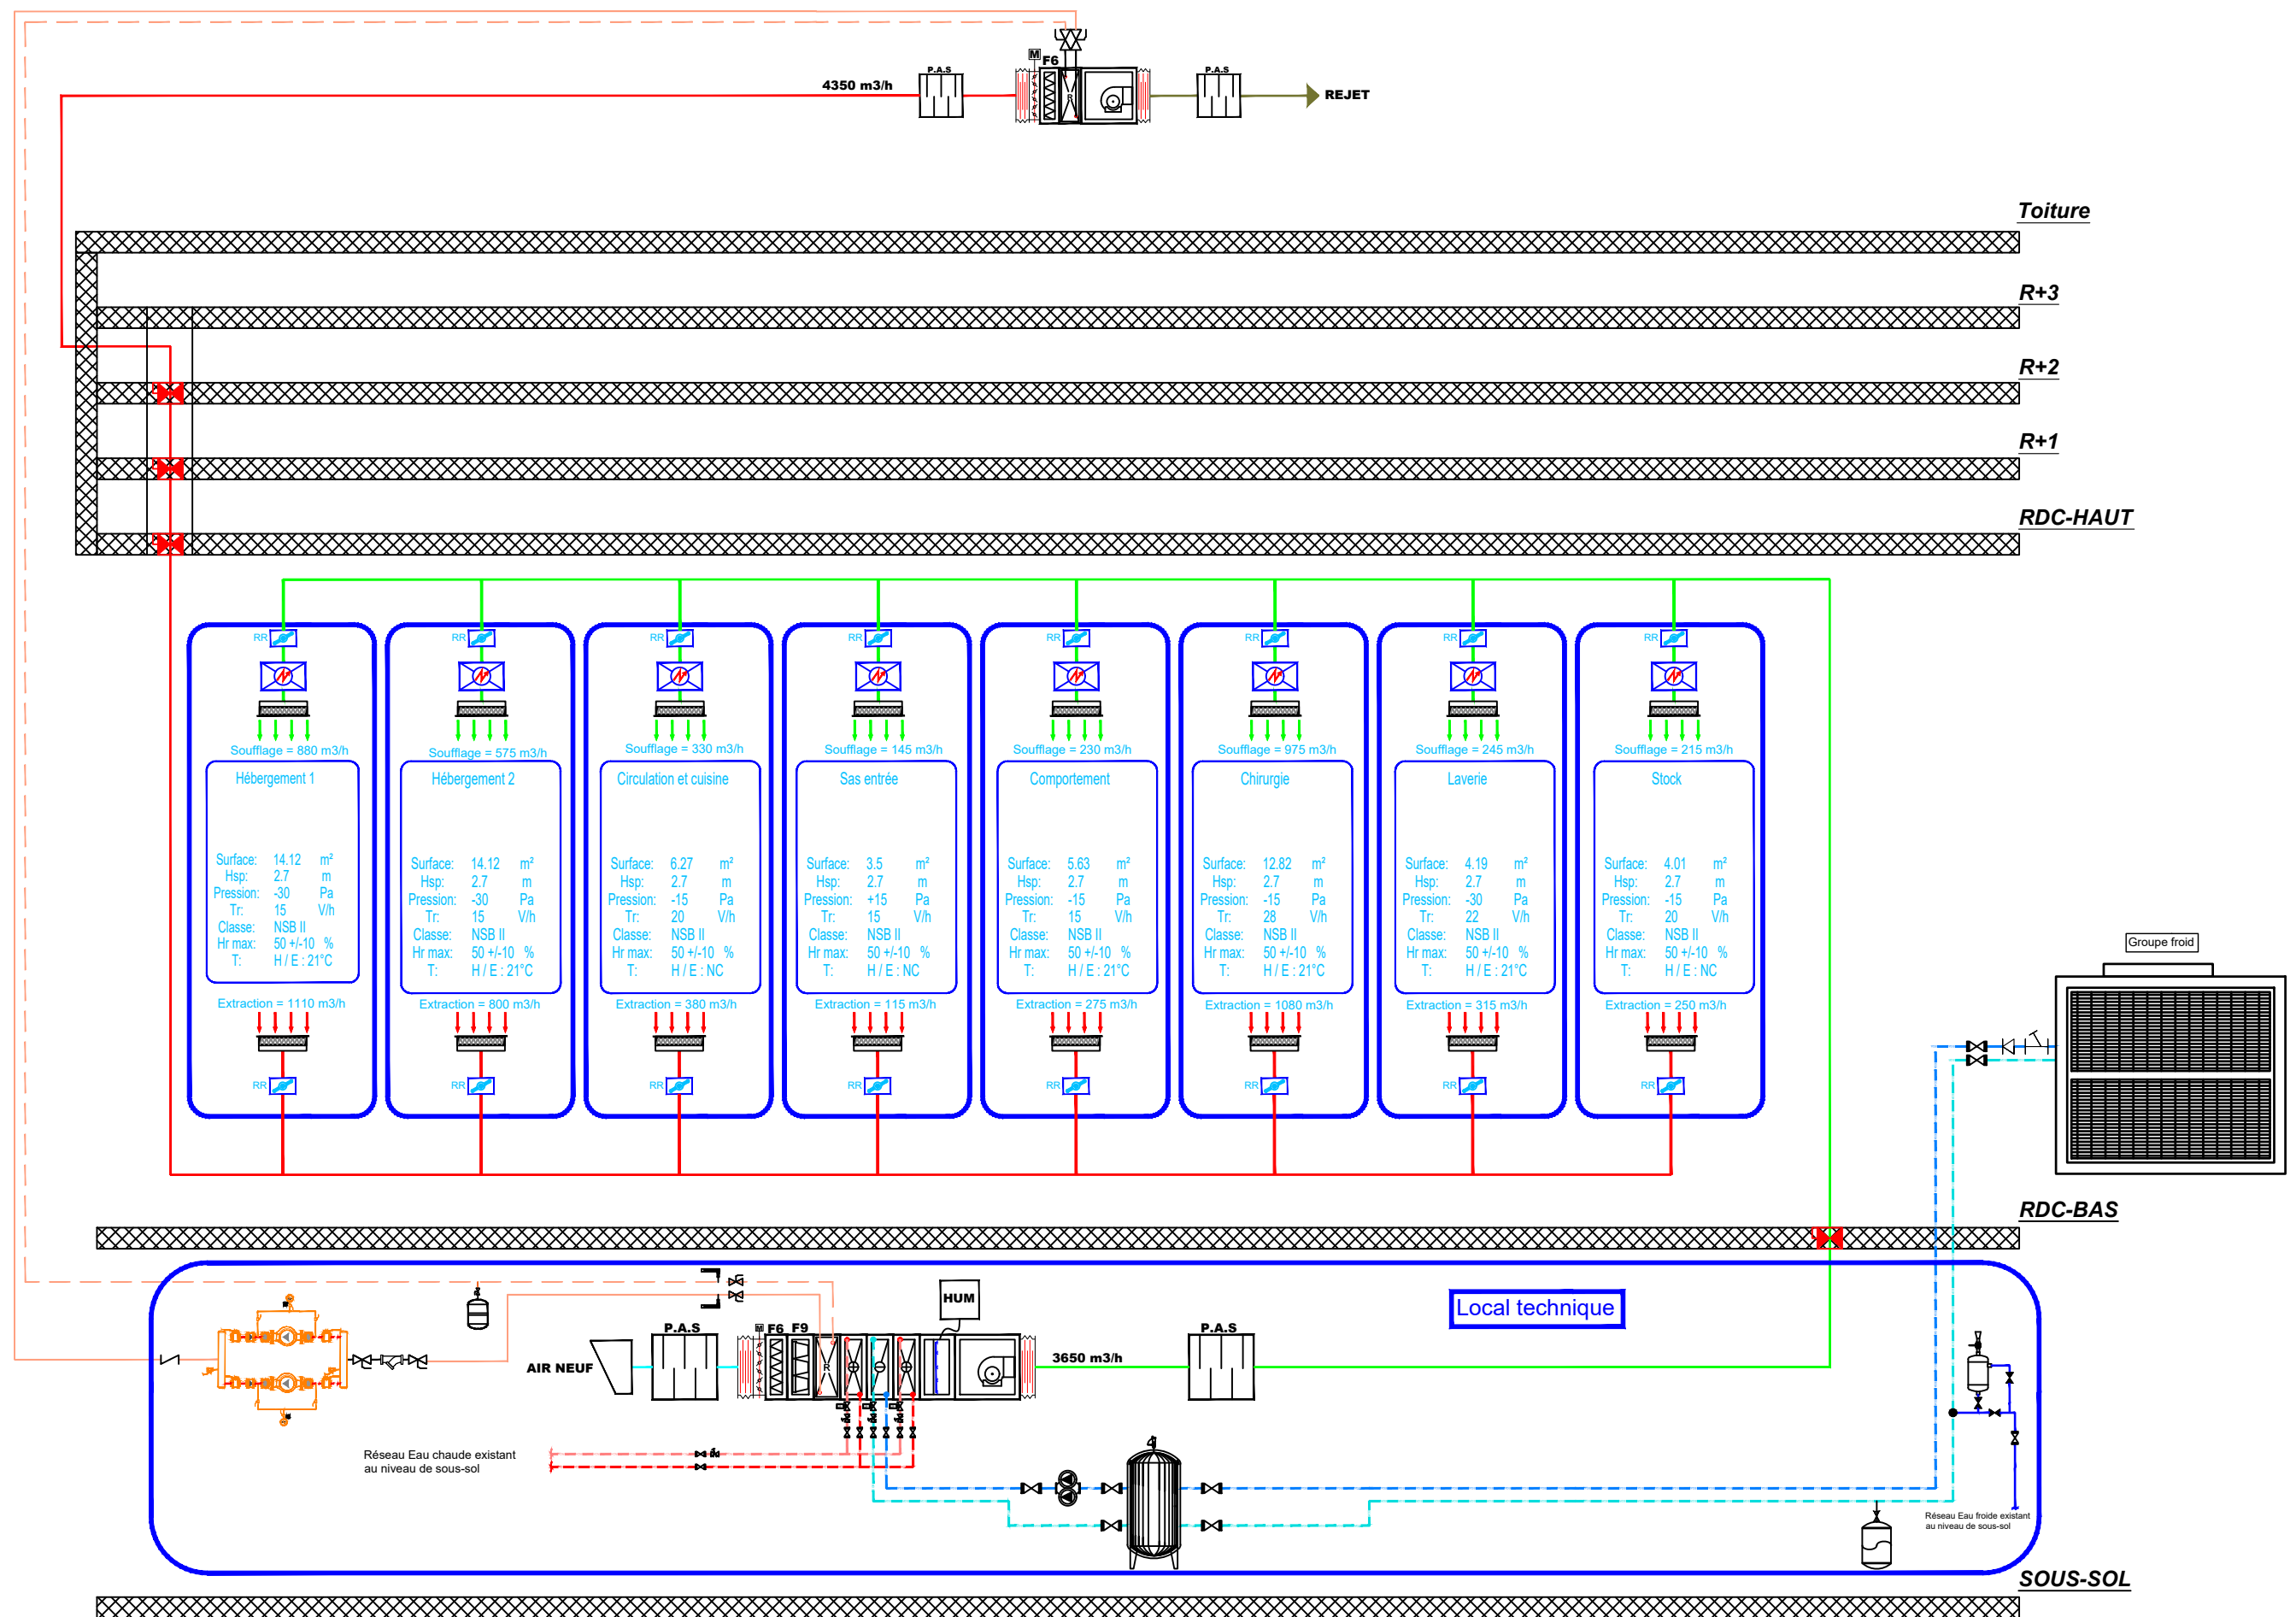 M
F6
P.A.S
P.A.S
4350 m3/h
REJET
R
Toiture
R+3
R+2
R+1
RDC-HAUT
RR
RR
RR
RR
RR
RR
RR
RR
Soufflage = 880 m3/h
Soufflage = 575 m3/h
Soufflage = 330 m3/h
Soufflage = 145 m3/h
Soufflage = 230 m3/h
Soufflage = 975 m3/h
Soufflage = 245 m3/h
Soufflage = 215 m3/h
Hébergement 1
Surface: 14.12 m²
Hsp: 2.7 m
Pression: -30 Pa
Tr: 15 V/h
Classe: NSB II
Hr max: 50 +/-10 %
T: H / E : 21°C
Hébergement 2
Surface: 14.12 m²
Hsp: 2.7 m
Pression: -30 Pa
Tr: 15 V/h
Classe: NSB II
Hr max: 50 +/-10 %
T: H / E : 21°C
Circulation et cuisine
Surface: 6.27 m²
Hsp: 2.7 m
Pression: -15 Pa
Tr: 20 V/h
Classe: NSB II
Hr max: 50 +/-10 %
T: H / E : NC
Sas entrée
Surface: 3.5 m²
Hsp: 2.7 m
Pression: +15 Pa
Tr: 15 V/h
Classe: NSB II
Hr max: 50 +/-10 %
T: H / E : NC
Comportement
Surface: 5.63 m²
Hsp: 2.7 m
Pression: -15 Pa
Tr: 15 V/h
Classe: NSB II
Hr max: 50 +/-10 %
T: H / E : 21°C
Chirurgie
Surface: 12.82 m²
Hsp: 2.7 m
Pression: -15 Pa
Tr: 28 V/h
Classe: NSB II
Hr max: 50 +/-10 %
T: H / E : 21°C
Laverie
Surface: 4.19 m²
Hsp: 2.7 m
Pression: -30 Pa
Tr: 22 V/h
Classe: NSB II
Hr max: 50 +/-10 %
T: H / E : 21°C
Stock
Surface: 4.01 m²
Hsp: 2.7 m
Pression: -15 Pa
Tr: 20 V/h
Classe: NSB II
Hr max: 50 +/-10 %
T: H / E : NC
Extraction = 1110 m3/h
Extraction = 800 m3/h
Extraction = 380 m3/h
Extraction = 115 m3/h
Extraction = 275 m3/h
Extraction = 1080 m3/h
Extraction = 315 m3/h
Extraction = 250 m3/h
RR
RR
RR
RR
RR
RR
RR
RR
Groupe froid
RDC-BAS
Local technique
HUM
P.A.S
M
F6
F9
P.A.S
AIR NEUF
R
3650 m3/h
Réseau Eau chaude existant
au niveau de sous-sol
Réseau Eau froide existant
au niveau de sous-sol
SOUS-SOL